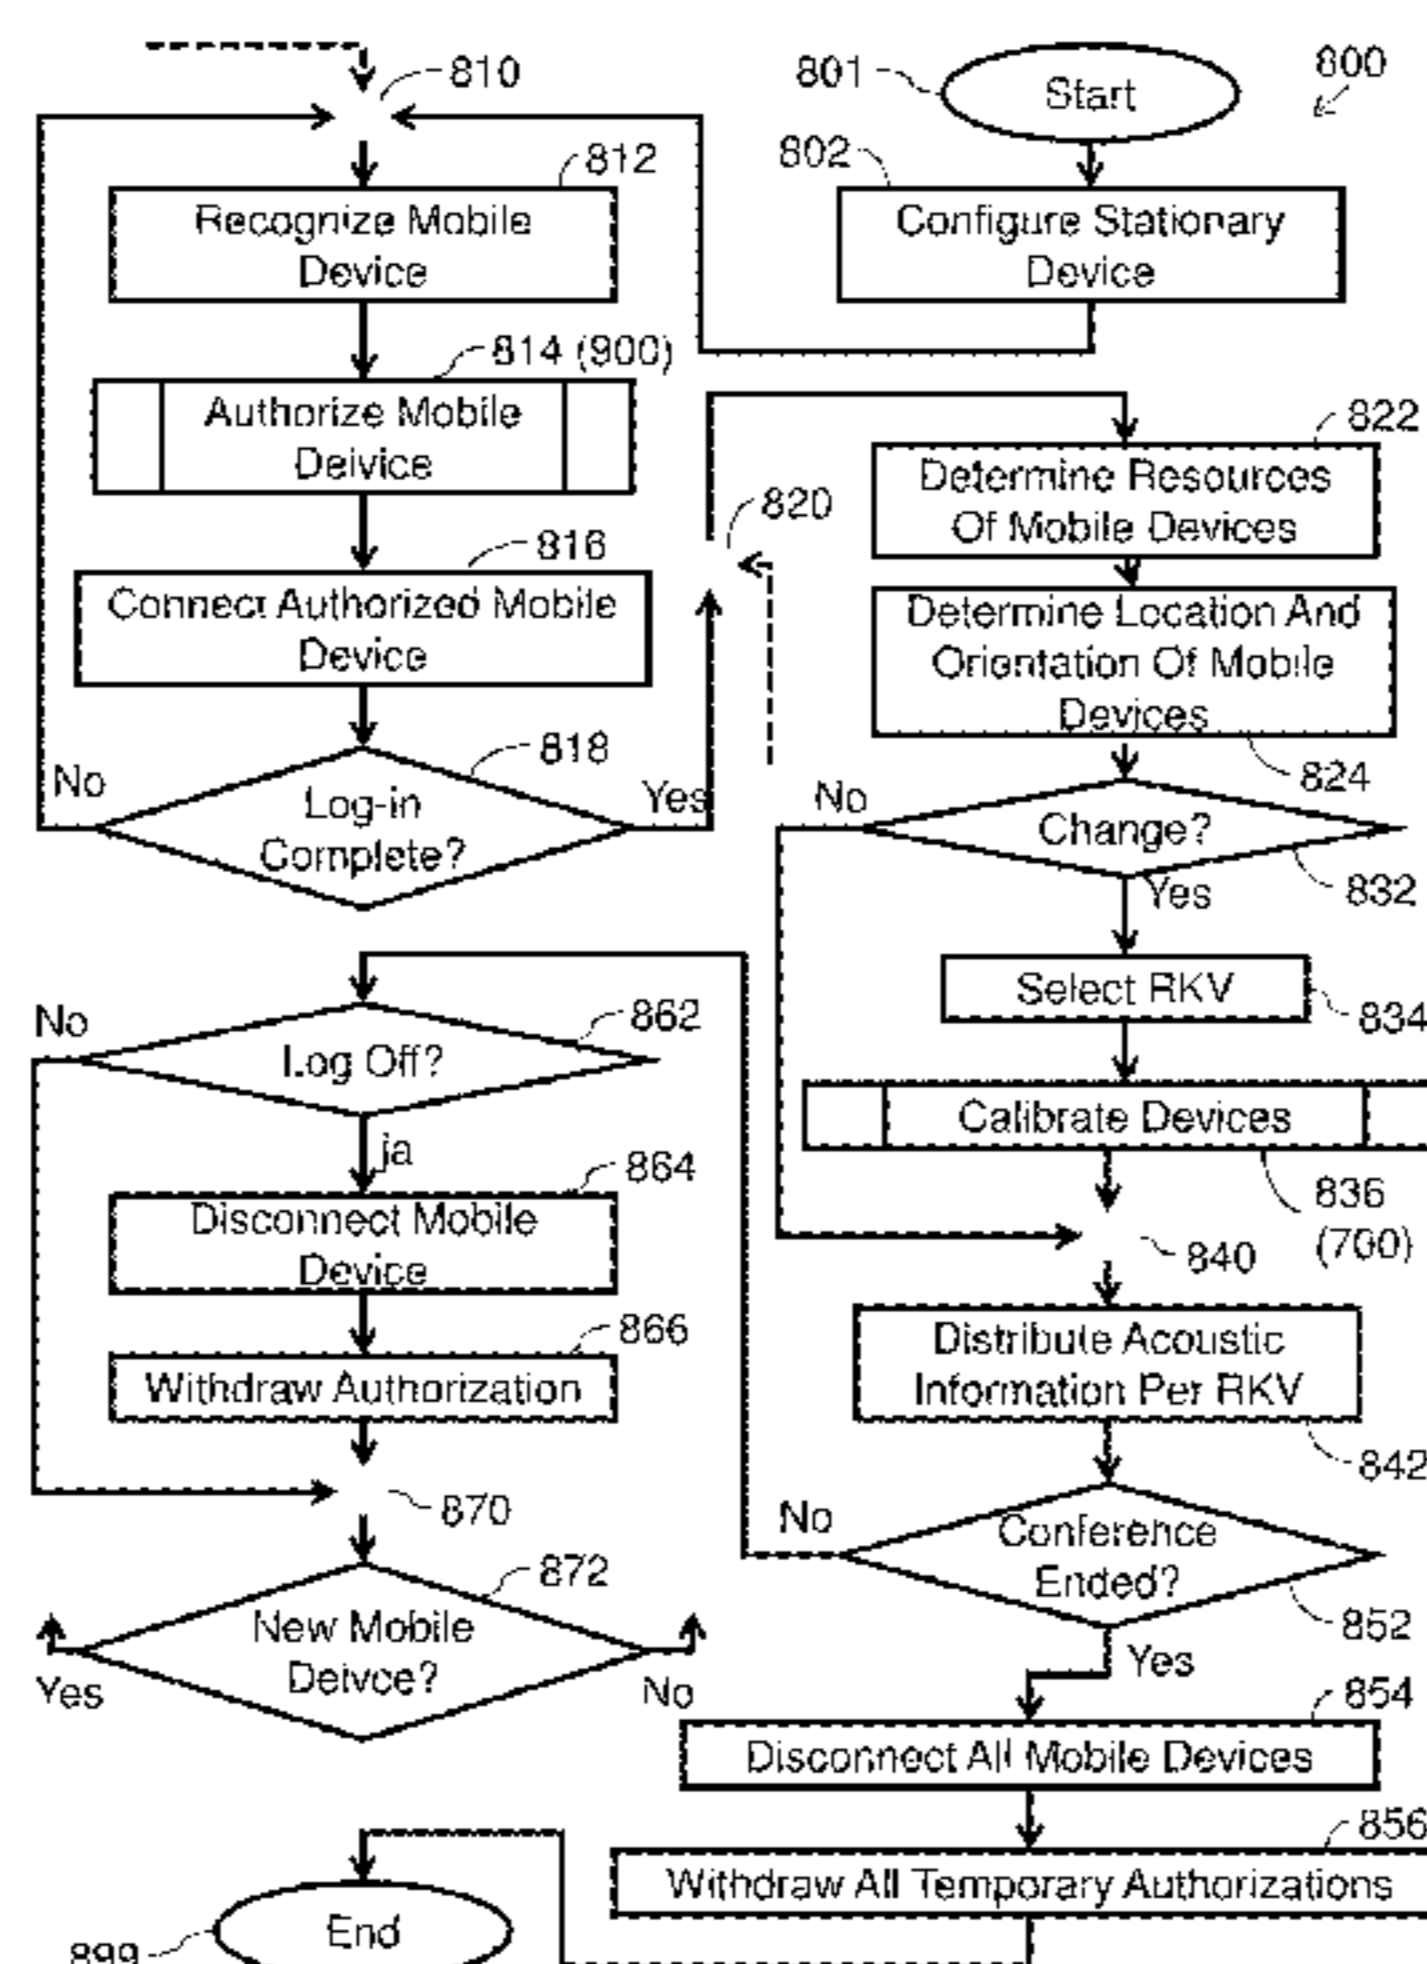 810
801
Start
800
812
802
Recognize Mobile
Device
Configure Stationary
Device
814 (900)
Authorize Mobile
Deivice
822
Determine Resources
Of Mobile Devices
820
816
Connect Authorized Mobile
Device
Determine Location And
Orientation Of Mobile
Devices
824
818
No
Log-in
Complete?
Yes
No
Change?
832
Yes
Select RKV
834
862
No
Log Off?
ja
Calibrate Devices
836
(700)
864
Disconnect Mobile
Device
840
866
Withdraw Authorization
Distribute Acoustic
Information Per RKV
842
870
No
Conference
Ended?
852
872
New Mobile
Deivce?
Yes
No
Yes
854
Disconnect All Mobile Devices
856
Withdraw All Temporary Authorizations
End
899